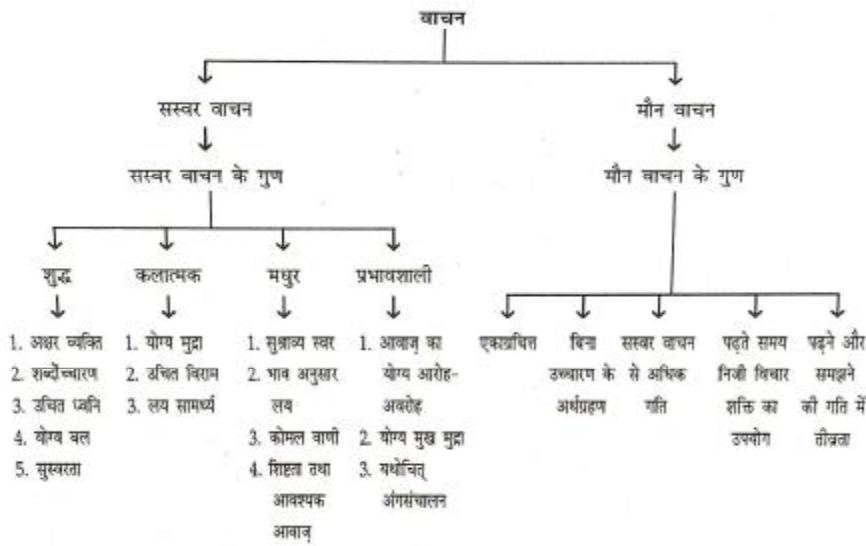 वाचन
सस्वर वाचन
मौन वाचन
सस्वर वाचन के गुण
मौन वाचन के गुण
शुद्ध
1. अक्षर व्यक्ति
2. शब्दोंच्चारण
3. उचित ध्वनि
4. योग्य बल
5. सुस्वरता
कलात्मक
1. योग्य मुद्रा
2. उचित विराम
3. लय सामर्थ्य
मधुर
1. सुश्राव्य स्वर
2. भाव अनुसार
लय
3. कोमल वाणी
4. शिष्टता तथा
आवश्यक
आवाज़
प्रभावशाली
1. आवाज़ का
योग्य आरोह-
अवरोह
2. योग्य मुख मुद्रा
3. यथोचित्
अंगसंचालन
एकाग्रचित्त
बिना
उच्चारण के
अर्थग्रहण
सस्वर वाचन
से अधिक
गति
पढ़ते समय
निजी विचार
शक्ति का
उपयोग
पढ़ने और
समझने
की गति में
तीव्रता